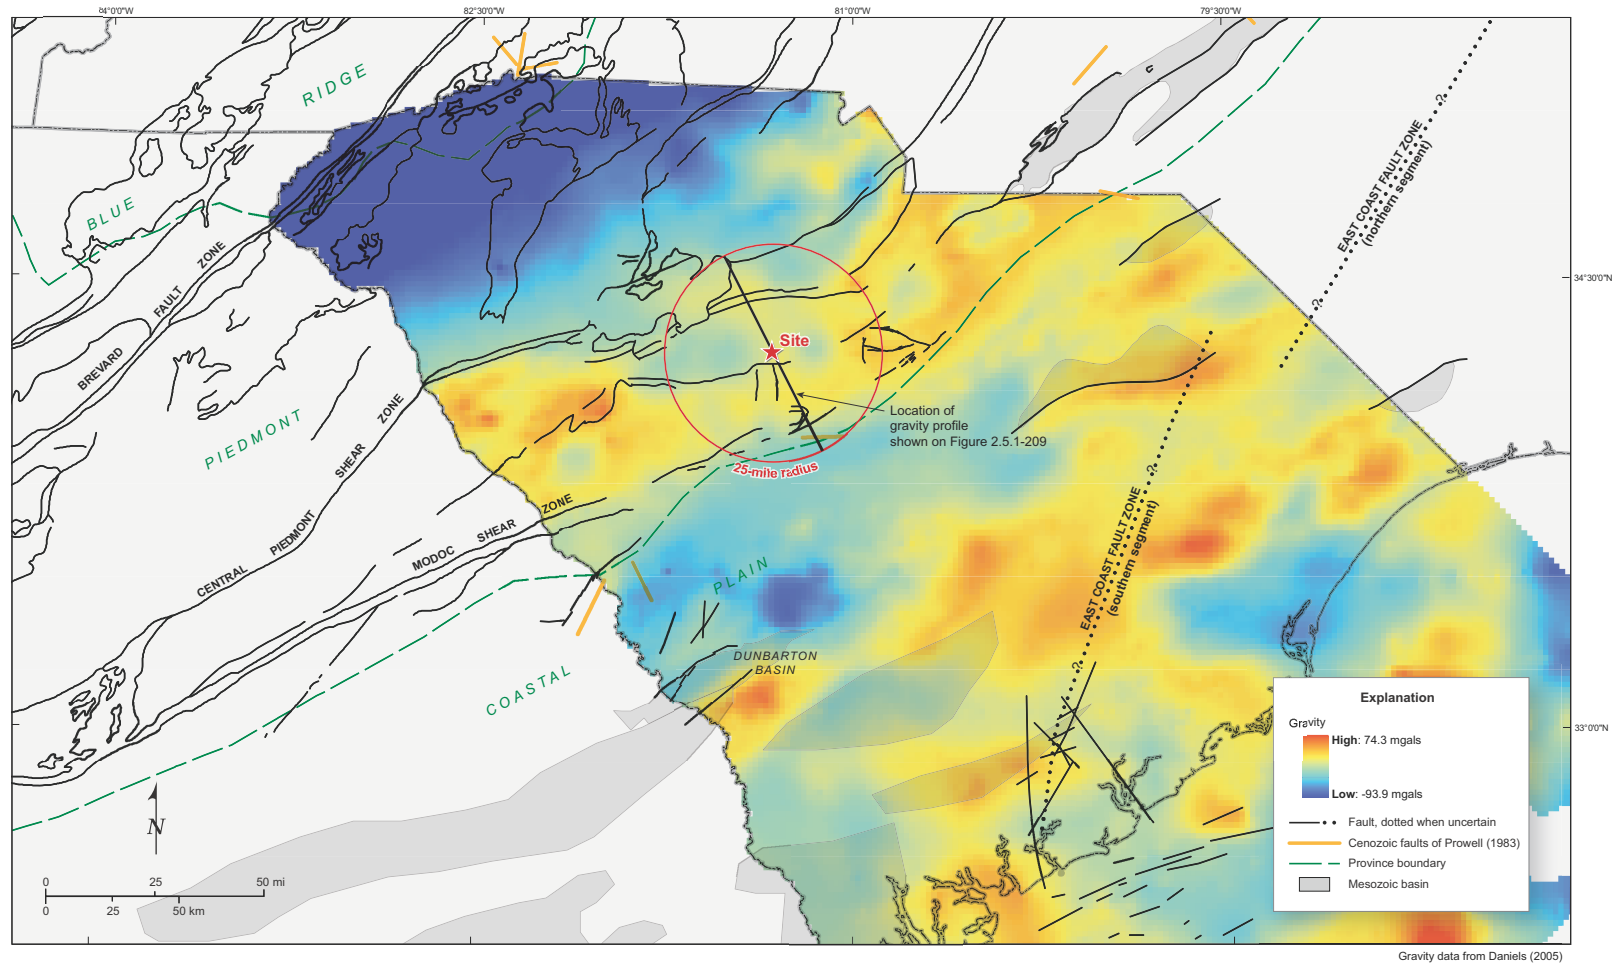 84°0'0"W
82°30'0"W
81°0'0"W
79°30'0"W
RIDGE
BLUE
ZONE
FAULT
BREVARD
PIEDMONT
ZONE
SHEAR
PIEDMONT
CENTRAL
MODOC SHEAR ZONE
Site
25-mile radius
Location of
gravity profile
shown on Figure 2.5.1-209
34°30'0"N
33°0'0"N
?
EAST COAST FAULT ZONE
(northern segment)
?
?
EAST COAST FAULT ZONE
(southern segment)
?
PLAIN
COASTAL
DUNBARTON
BASIN
N
0 25 50 mi
0 25 50 km
Explanation
Gravity
High: 74.3 mgals
Low: -93.9 mgals
Fault, dotted when uncertain
Cenozoic faults of Prowell (1983)
Province boundary
Mesozoic basin
Gravity data from Daniels (2005)